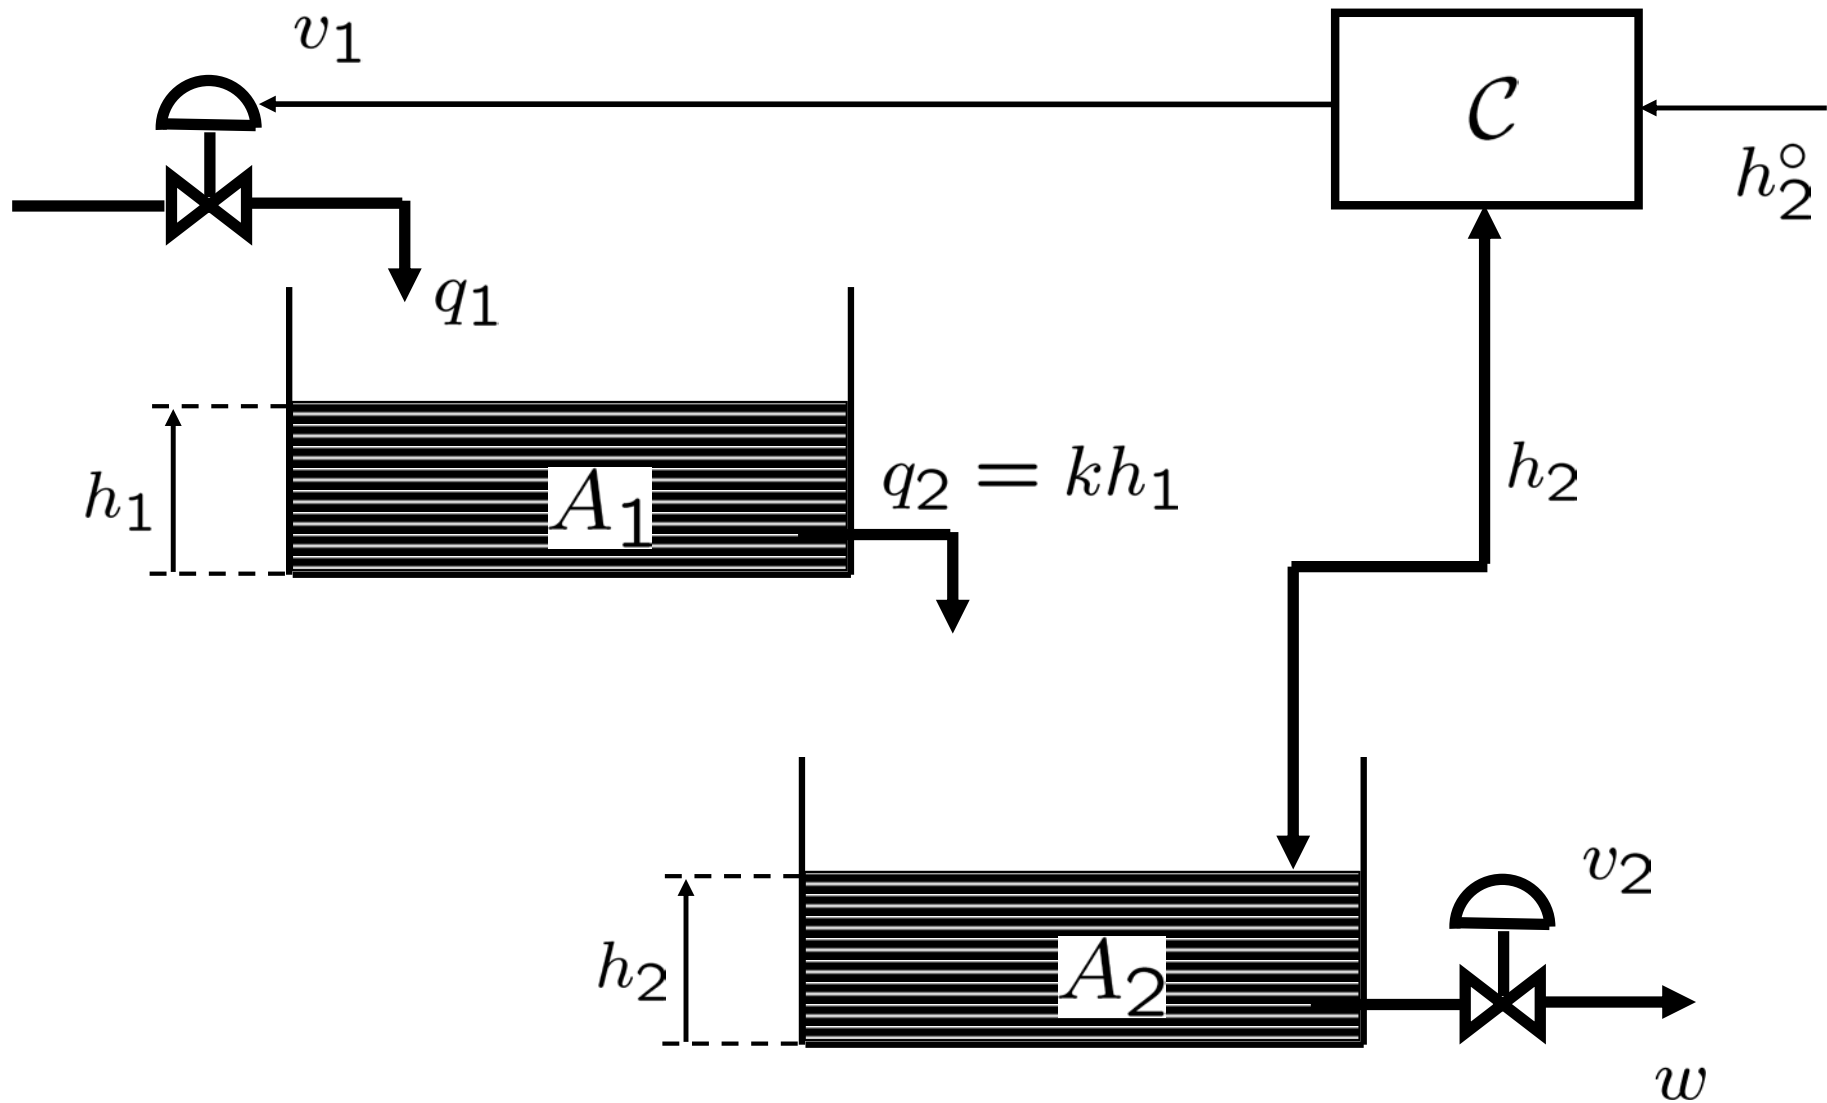 v₁
𝒞
h₂°
q₁
h₁
A₁
q₂ = kh₁
h₂
v₂
h₂
A₂
w